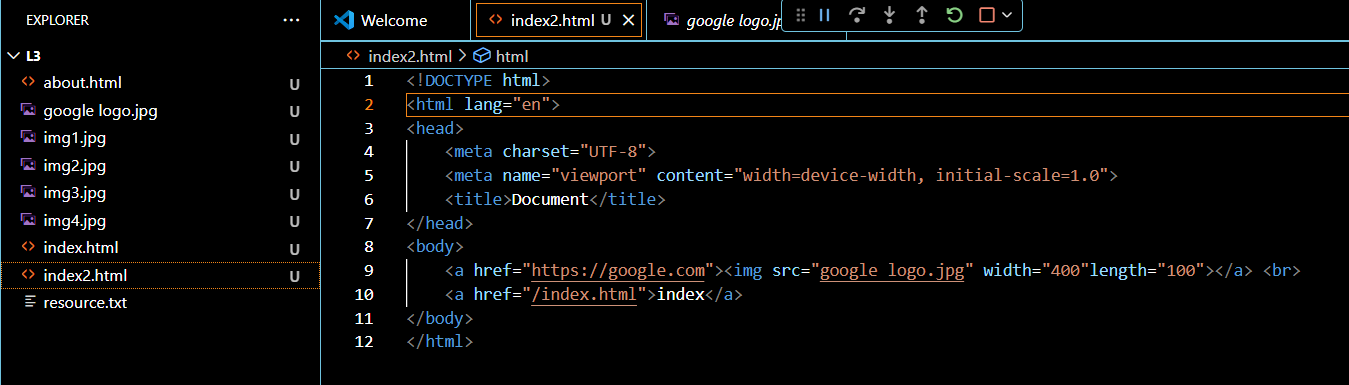 EXPLORER ...
L3
about.html U
google logo.jpg U
img1.jpg U
img2.jpg U
img3.jpg U
img4.jpg U
index.html U
index2.html U
resource.txt
Welcome index2.html U google logo.jp
index2.html > html
1 <!DOCTYPE html>
2 <html lang="en">
3 <head>
4 <meta charset="UTF-8">
5 <meta name="viewport" content="width=device-width, initial-scale=1.0">
6 <title>Document</title>
7 </head>
8 <body>
9 <a href="https://google.com"><img src="google logo.jpg" width="400"length="100"></a> <br>
10 <a href="/index.html">index</a>
11 </body>
12 </html>